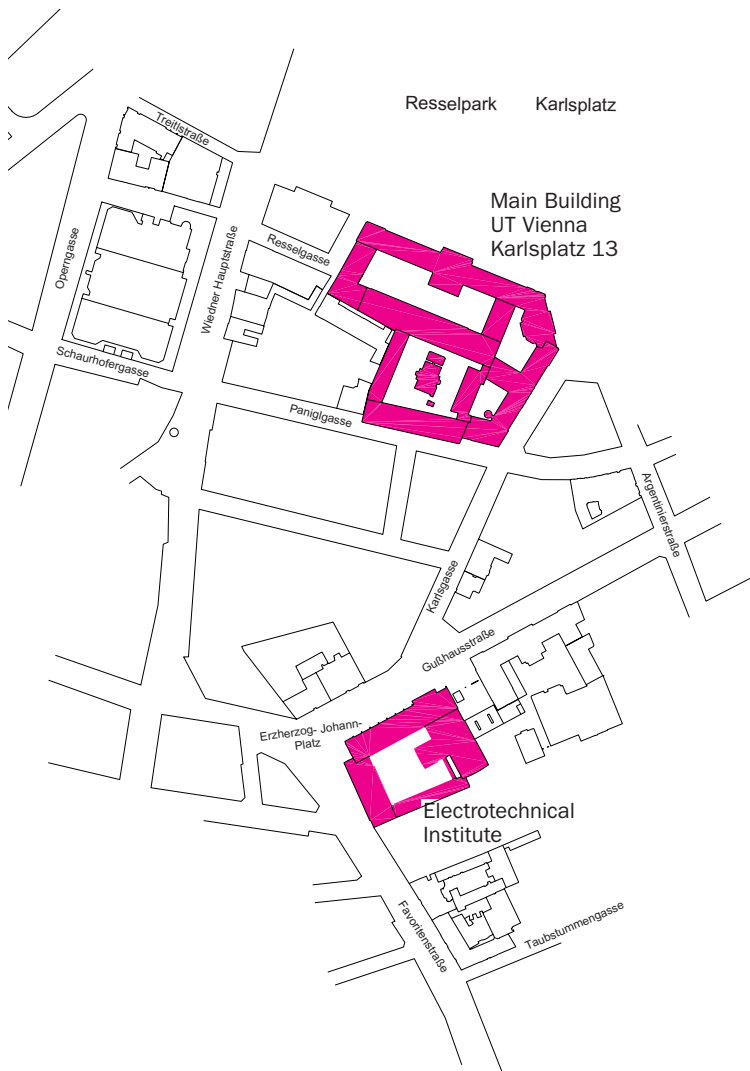 Resselpark Karlsplatz
Treitlstraße
Main Building
UT Vienna
Karlsplatz 13
Operngasse
Wiedner Hauptstraße
Resselgasse
Schaurhofergasse
Paniglgasse
Argentinierstraße
Karlsgasse
Gußhausstraße
Erzherzog- Johann-
Platz
Electrotechnical
Institute
Favoritenstraße
Taubstummengasse